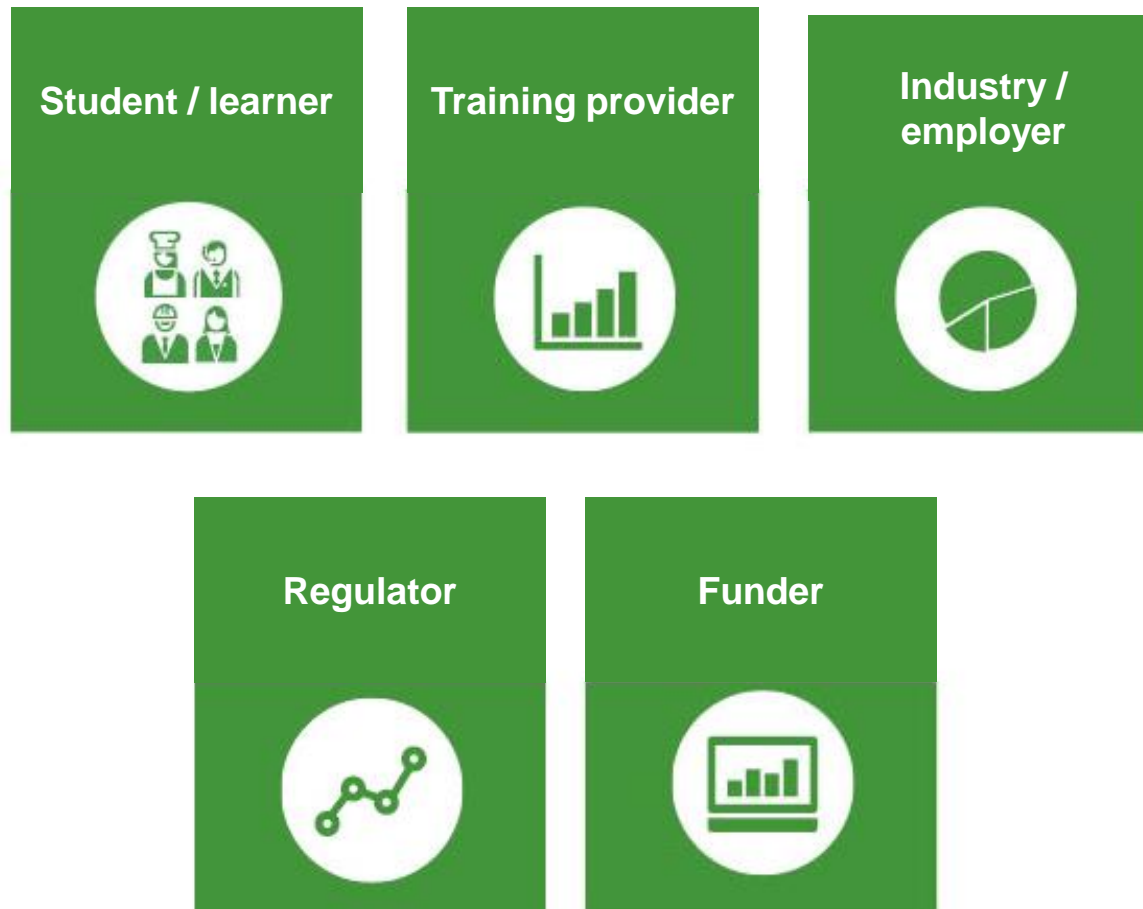 Student / learner
Training provider
Industry /
employer
Regulator
Funder